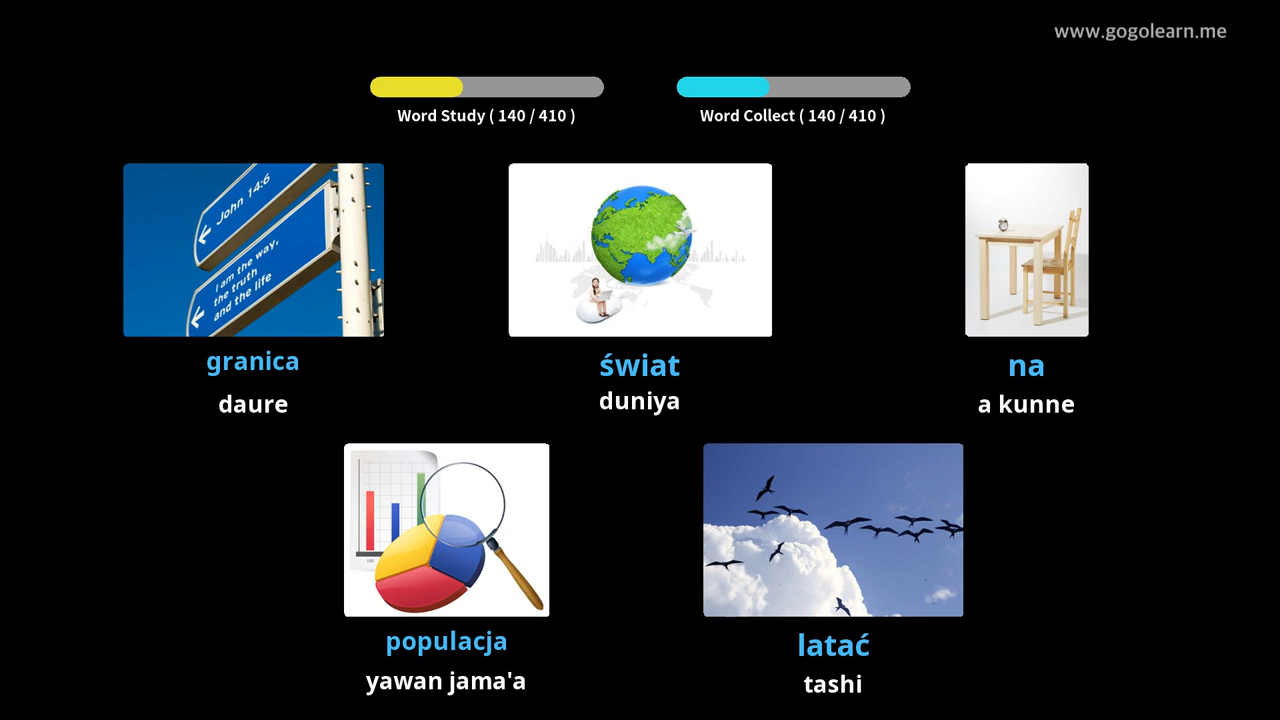 www.gogolearn.me
Word Study ( 140 / 410 )
Word Collect ( 140 / 410 )
John 14:6
I am the way,
the truth
and the life
granica
daure
świat
duniya
na
a kunne
100
populacja
yawan jama'a
latać
tashi